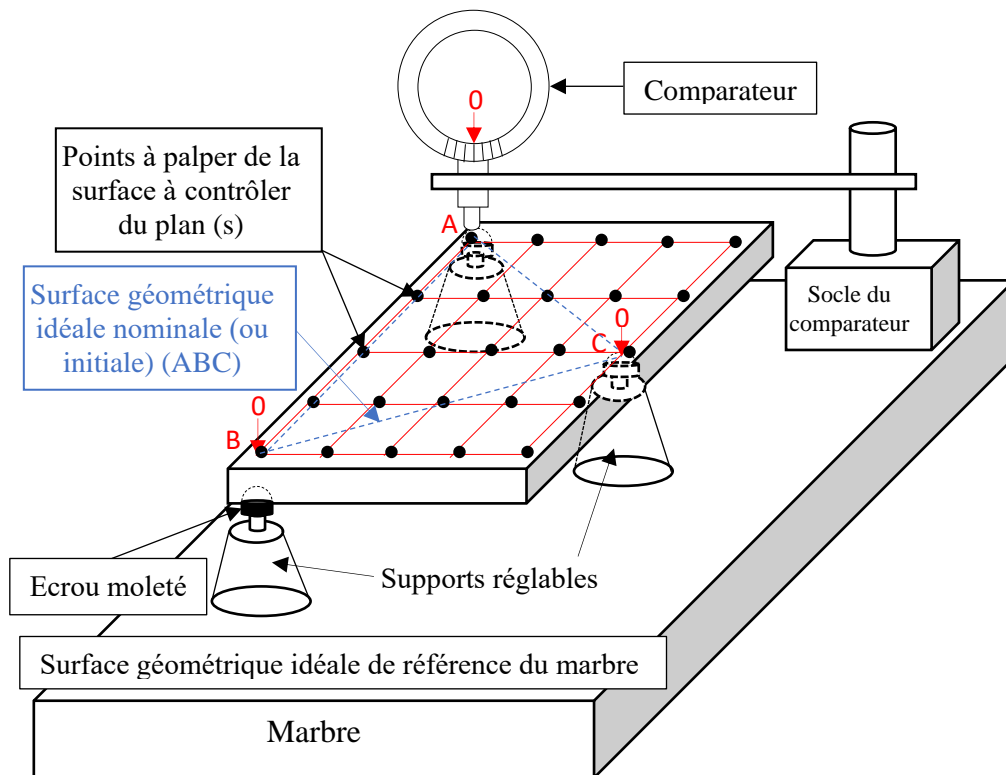 0
Comparateur
Points à palper de la
surface à contrôler
du plan (s)
A
Surface géométrique
idéale nominale (ou
initiale) (ABC)
Socle du
comparateur
0
C
0
B
Ecrou moleté
Supports réglables
Surface géométrique idéale de référence du marbre
Marbre